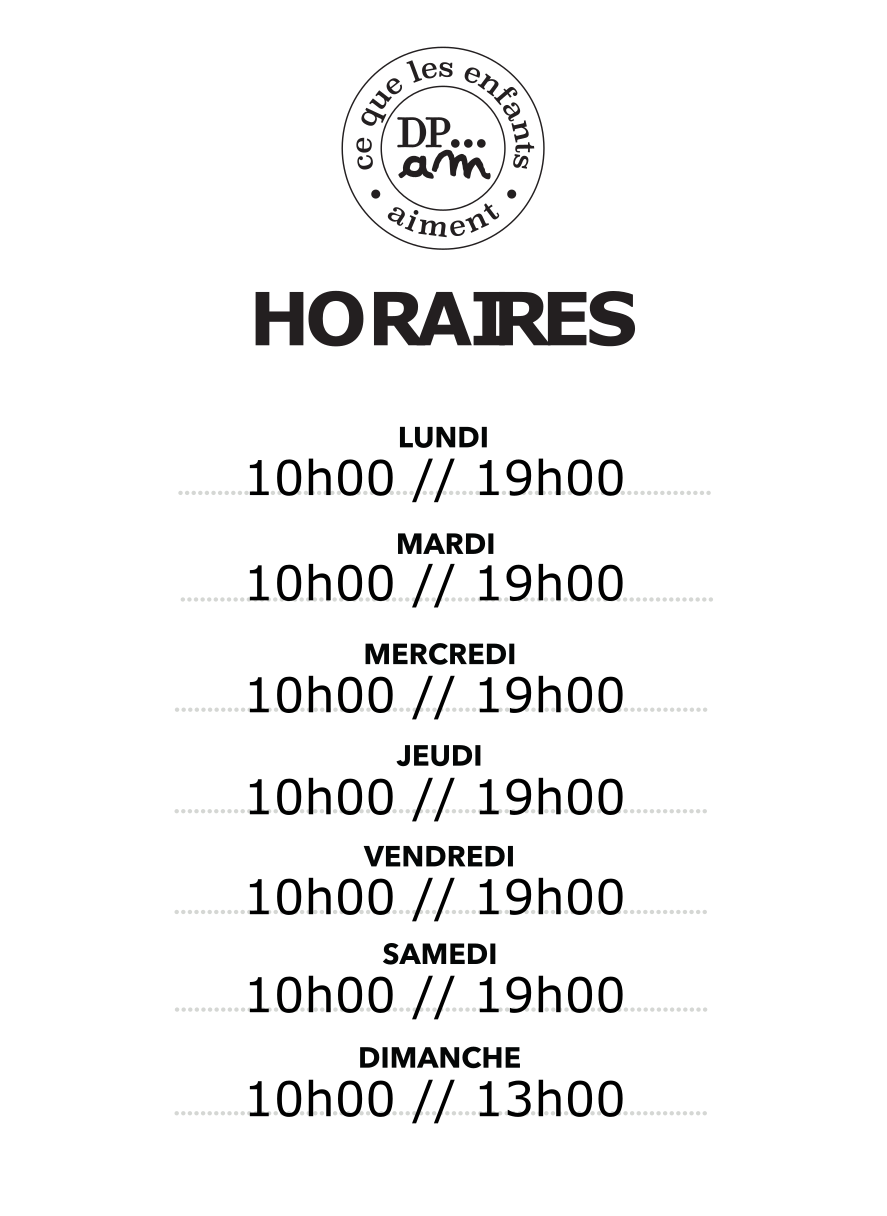 ce que les enfants
DP...
am
• aiment •
HORAIRES
LUNDI
10h00 // 19h00
MARDI
10h00 // 19h00
MERCREDI
10h00 // 19h00
JEUDI
10h00 // 19h00
VENDREDI
10h00 // 19h00
SAMEDI
10h00 // 19h00
DIMANCHE
10h00 // 13h00